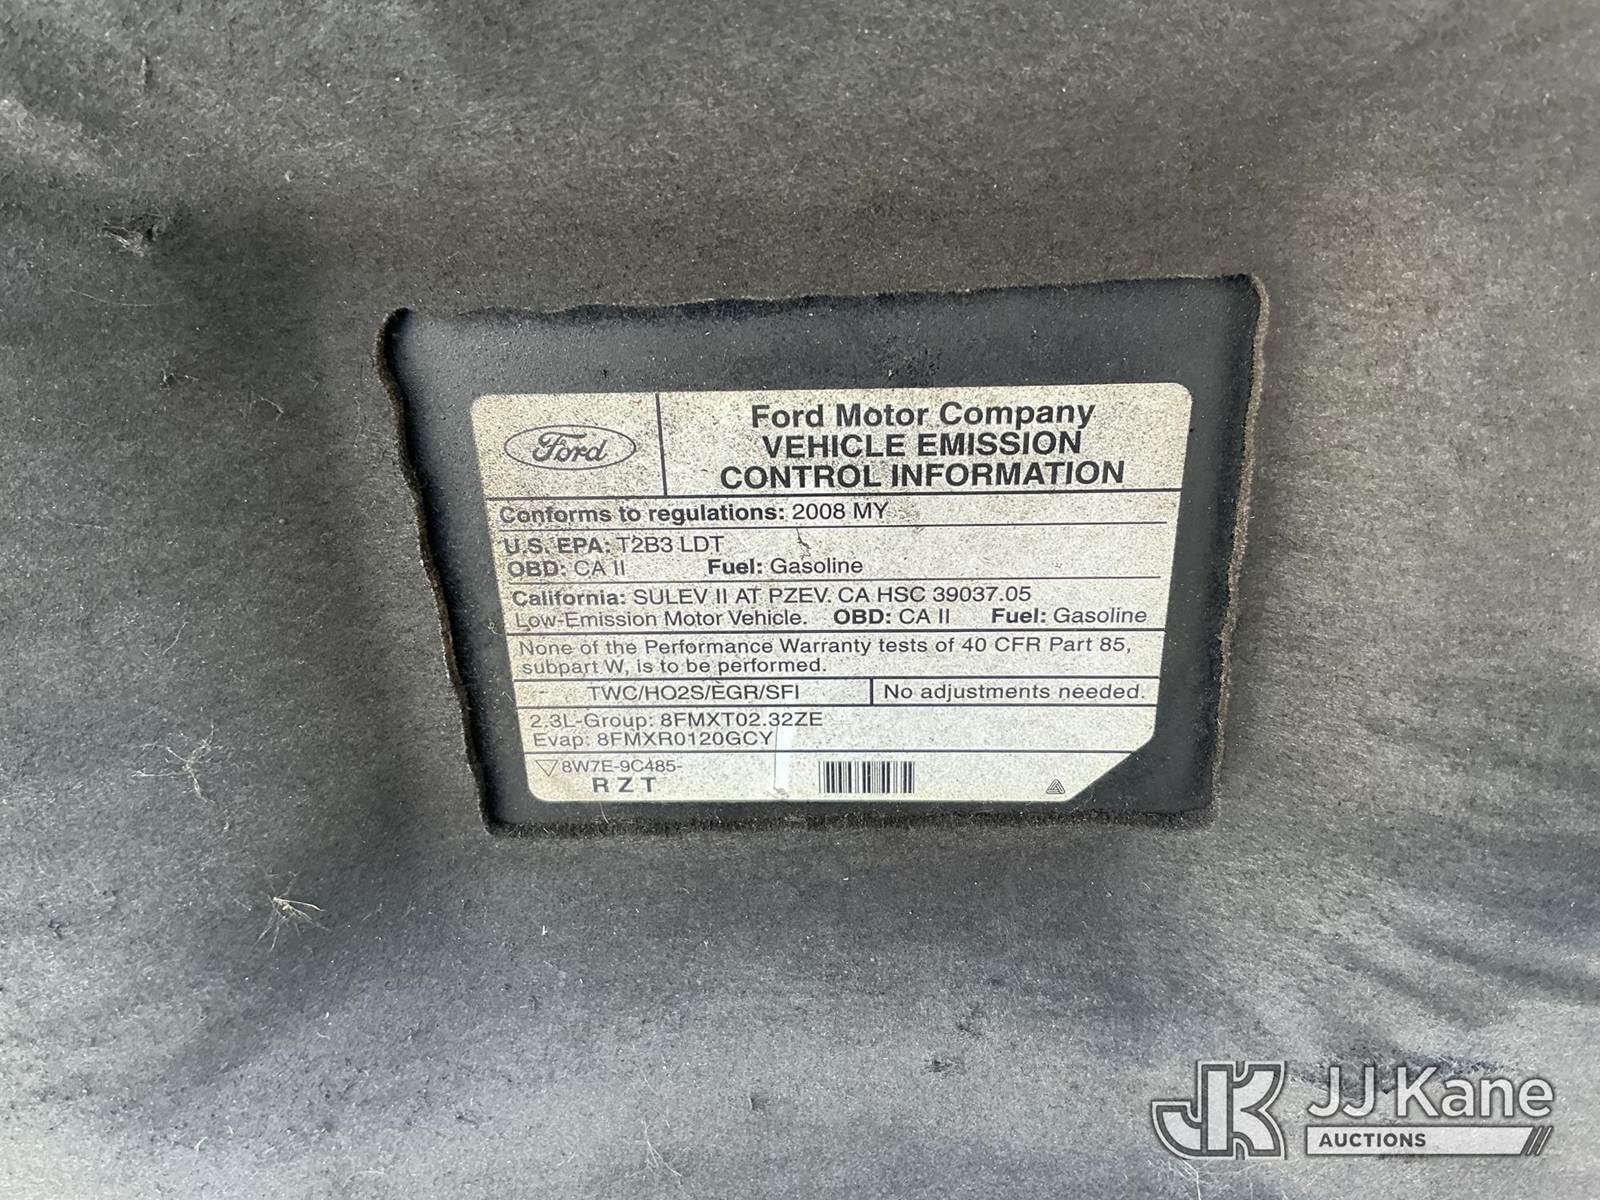 Ford
Ford Motor Company
VEHICLE EMISSION
CONTROL INFORMATION
Conforms to regulations: 2008 MY
U.S. EPA: T2B3 LDT
OBD: CA II Fuel: Gasoline
California: SULEV II AT PZEV. CA HSC 39037.05
Low-Emission Motor Vehicle. OBD: CA II Fuel: Gasoline
None of the Performance Warranty tests of 40 CFR Part 85,
subpart W, is to be performed.
TWC/HO2S/EGR/SFI No adjustments needed.
2.3L-Group: 8FMXT02.32ZE
Evap: 8FMXR0120GCY
8W7E-9C485-
R Z T
JK JJ Kane
AUCTIONS